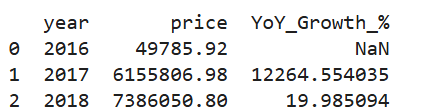 year price YoY_Growth_%
0 2016 49785.92 NaN
1 2017 6155806.98 12264.554035
2 2018 7386050.80 19.985094